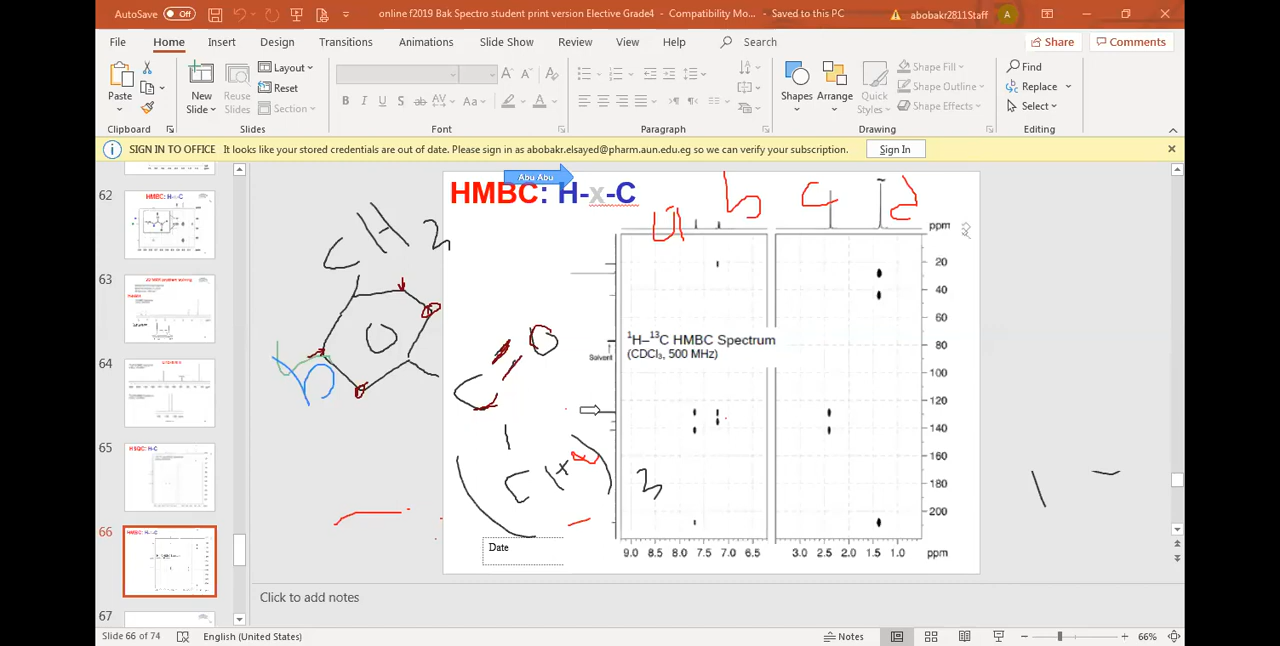 AutoSave Off
online f2019 Bak Spectro student print version Elective Grade4 - Compatibility Mo... - Saved to this PC
abobakr2811Staff A
File Home Insert Design Transitions Animations Slide Show Review View Help Search Share Comments
Paste
New Slide
Reuse Slides
Layout
Reset
Section
Shapes Arrange Quick Styles
Shape Fill
Shape Outline
Shape Effects
Find
Replace
Select
Clipboard Slides Font Paragraph Drawing Editing
SIGN IN TO OFFICE It looks like your stored credentials are out of date. Please sign in as abobakr.elsayed@pharm.aun.edu.eg so we can verify your subscription. Sign In
62
63
64
65
66
67
HSQC: H-C
Abu Abu
HMBC: H-x-C
a b c d
CH3
C=O
(CH3)3
ppm
20
40
60
80
100
120
140
160
180
200
Solvent
1H–13C HMBC Spectrum
(CDCl3, 500 MHz)
9.0 8.5 8.0 7.5 7.0 6.5 3.0 2.5 2.0 1.5 1.0 ppm
Date
Click to add notes
Slide 66 of 74 English (United States) Notes 66%